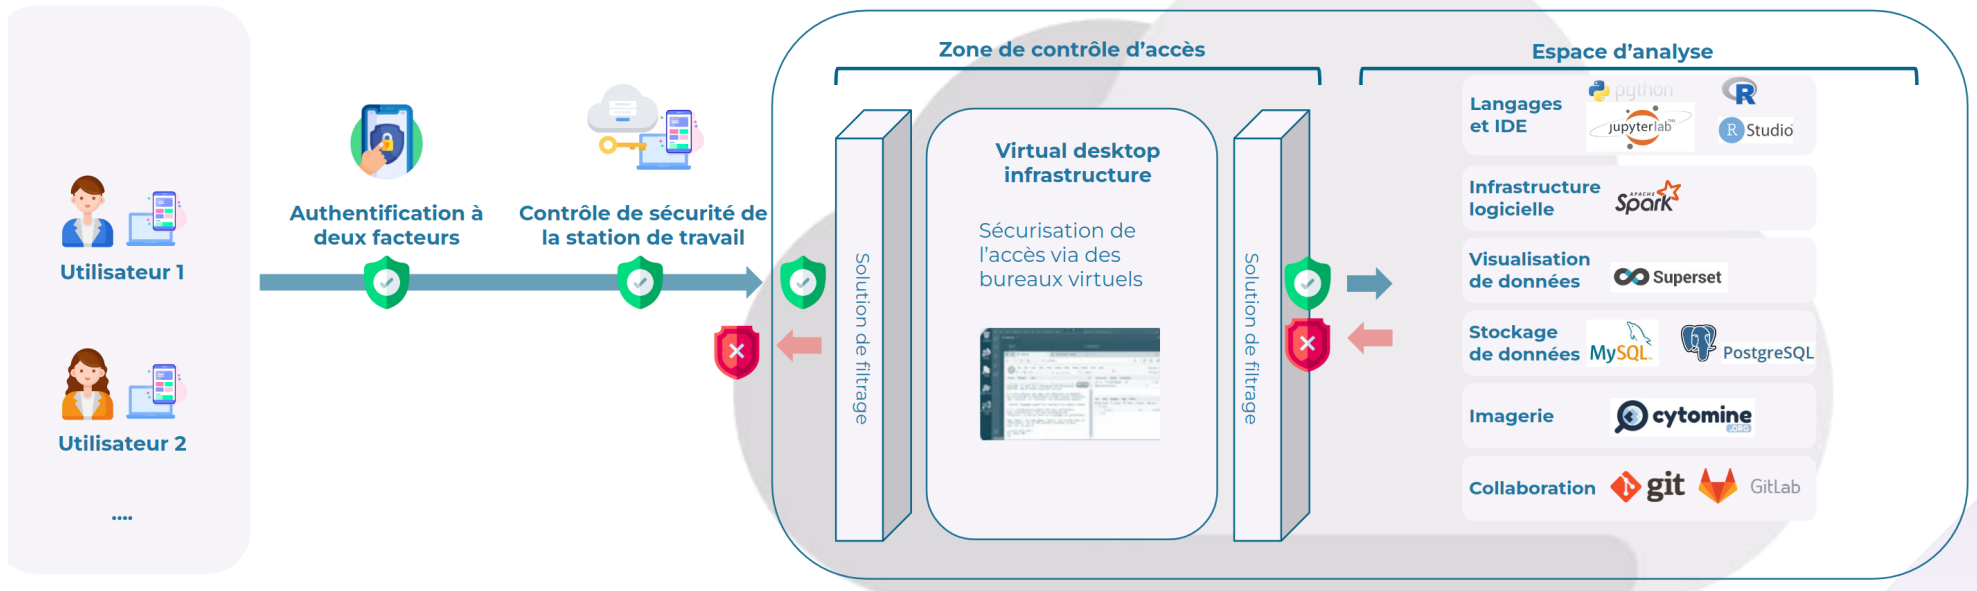 Utilisateur 1
Utilisateur 2
....
Authentification à
deux facteurs
Contrôle de sécurité de
la station de travail
Zone de contrôle d'accès
Solution de filtrage
Virtual desktop
infrastructure
Sécurisation de
l'accès via des
bureaux virtuels
Solution de filtrage
Espace d'analyse
Langages
et IDE
python
R
jupyterlab™
R Studio
Infrastructure
logicielle
APACHE
Spark
Visualisation
de données
Superset
Stockage
de données
MySQL
PostgreSQL
Imagerie
cytomine
.ORG
Collaboration
git
GitLab